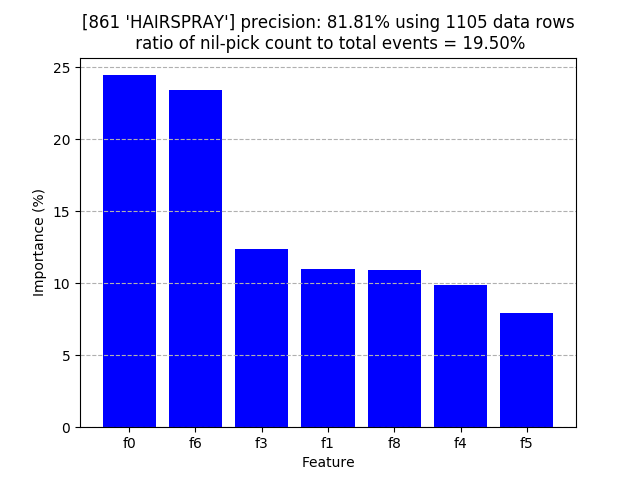 [861 'HAIRSPRAY'] precision: 81.81% using 1105 data rows
ratio of nil-pick count to total events = 19.50%
25
20
15
10
5
0
Importance (%)
f0 f6 f3 f1 f8 f4 f5
Feature